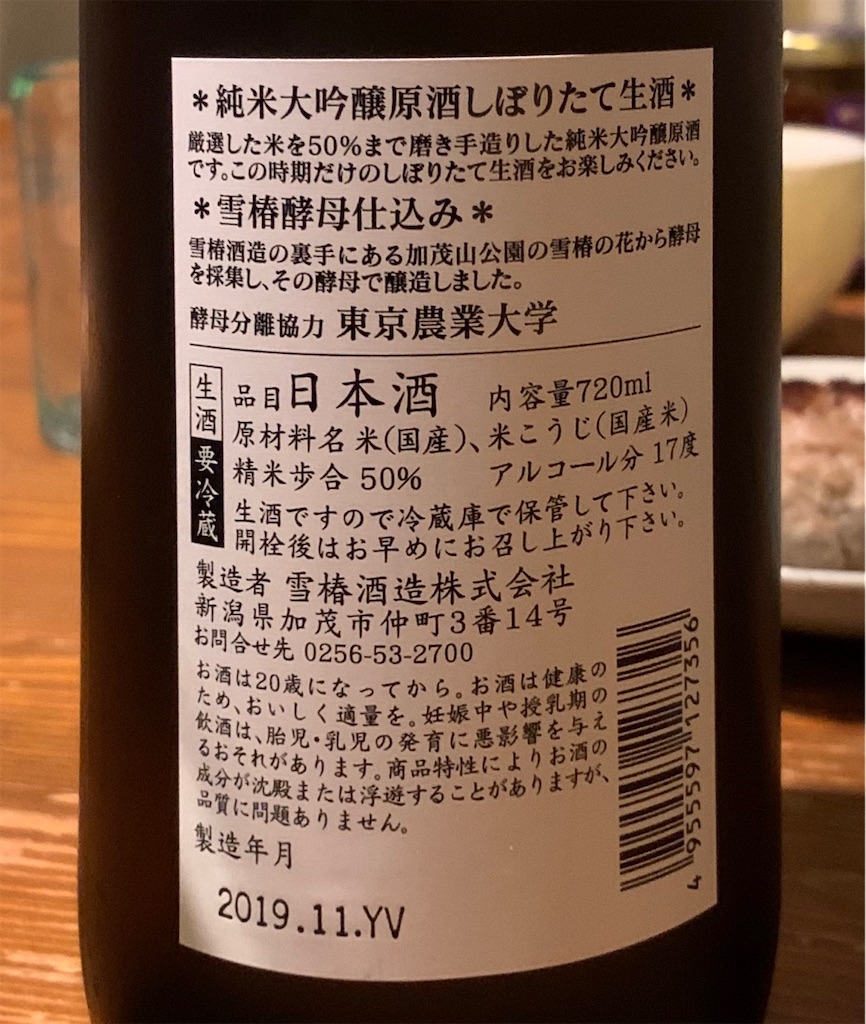 ＊純米大吟醸原酒しぼりたて生酒＊
厳選した米を50%まで磨き手造りした純米大吟醸原酒
です。この時期だけのしぼりたて生酒をお楽しみください。
＊雪椿酵母仕込み＊
雪椿酒造の裏手にある加茂山公園の雪椿の花から酵母
を採集し、その酵母で醸造しました。
酵母分離協力 東京農業大学
生酒 要冷蔵
品目 日本酒 内容量720ml
原材料名 米(国産)、米こうじ(国産米)
精米歩合 50% アルコール分 17度
生酒ですので冷蔵庫で保管して下さい。
開栓後はお早めにお召し上がり下さい。
製造者 雪椿酒造株式会社
新潟県加茂市仲町3番14号
お問合せ先 0256-53-2700
お酒は20歳になってから。お酒は健康の
ため、おいしく適量を。妊娠中や授乳期の
飲酒は、胎児・乳児の発育に悪影響を与え
るおそれがあります。商品特性によりお酒の
成分が沈殿または浮遊することがありますが、
品質に問題ありません。
製造年月
2019.11.YV
4955597127356